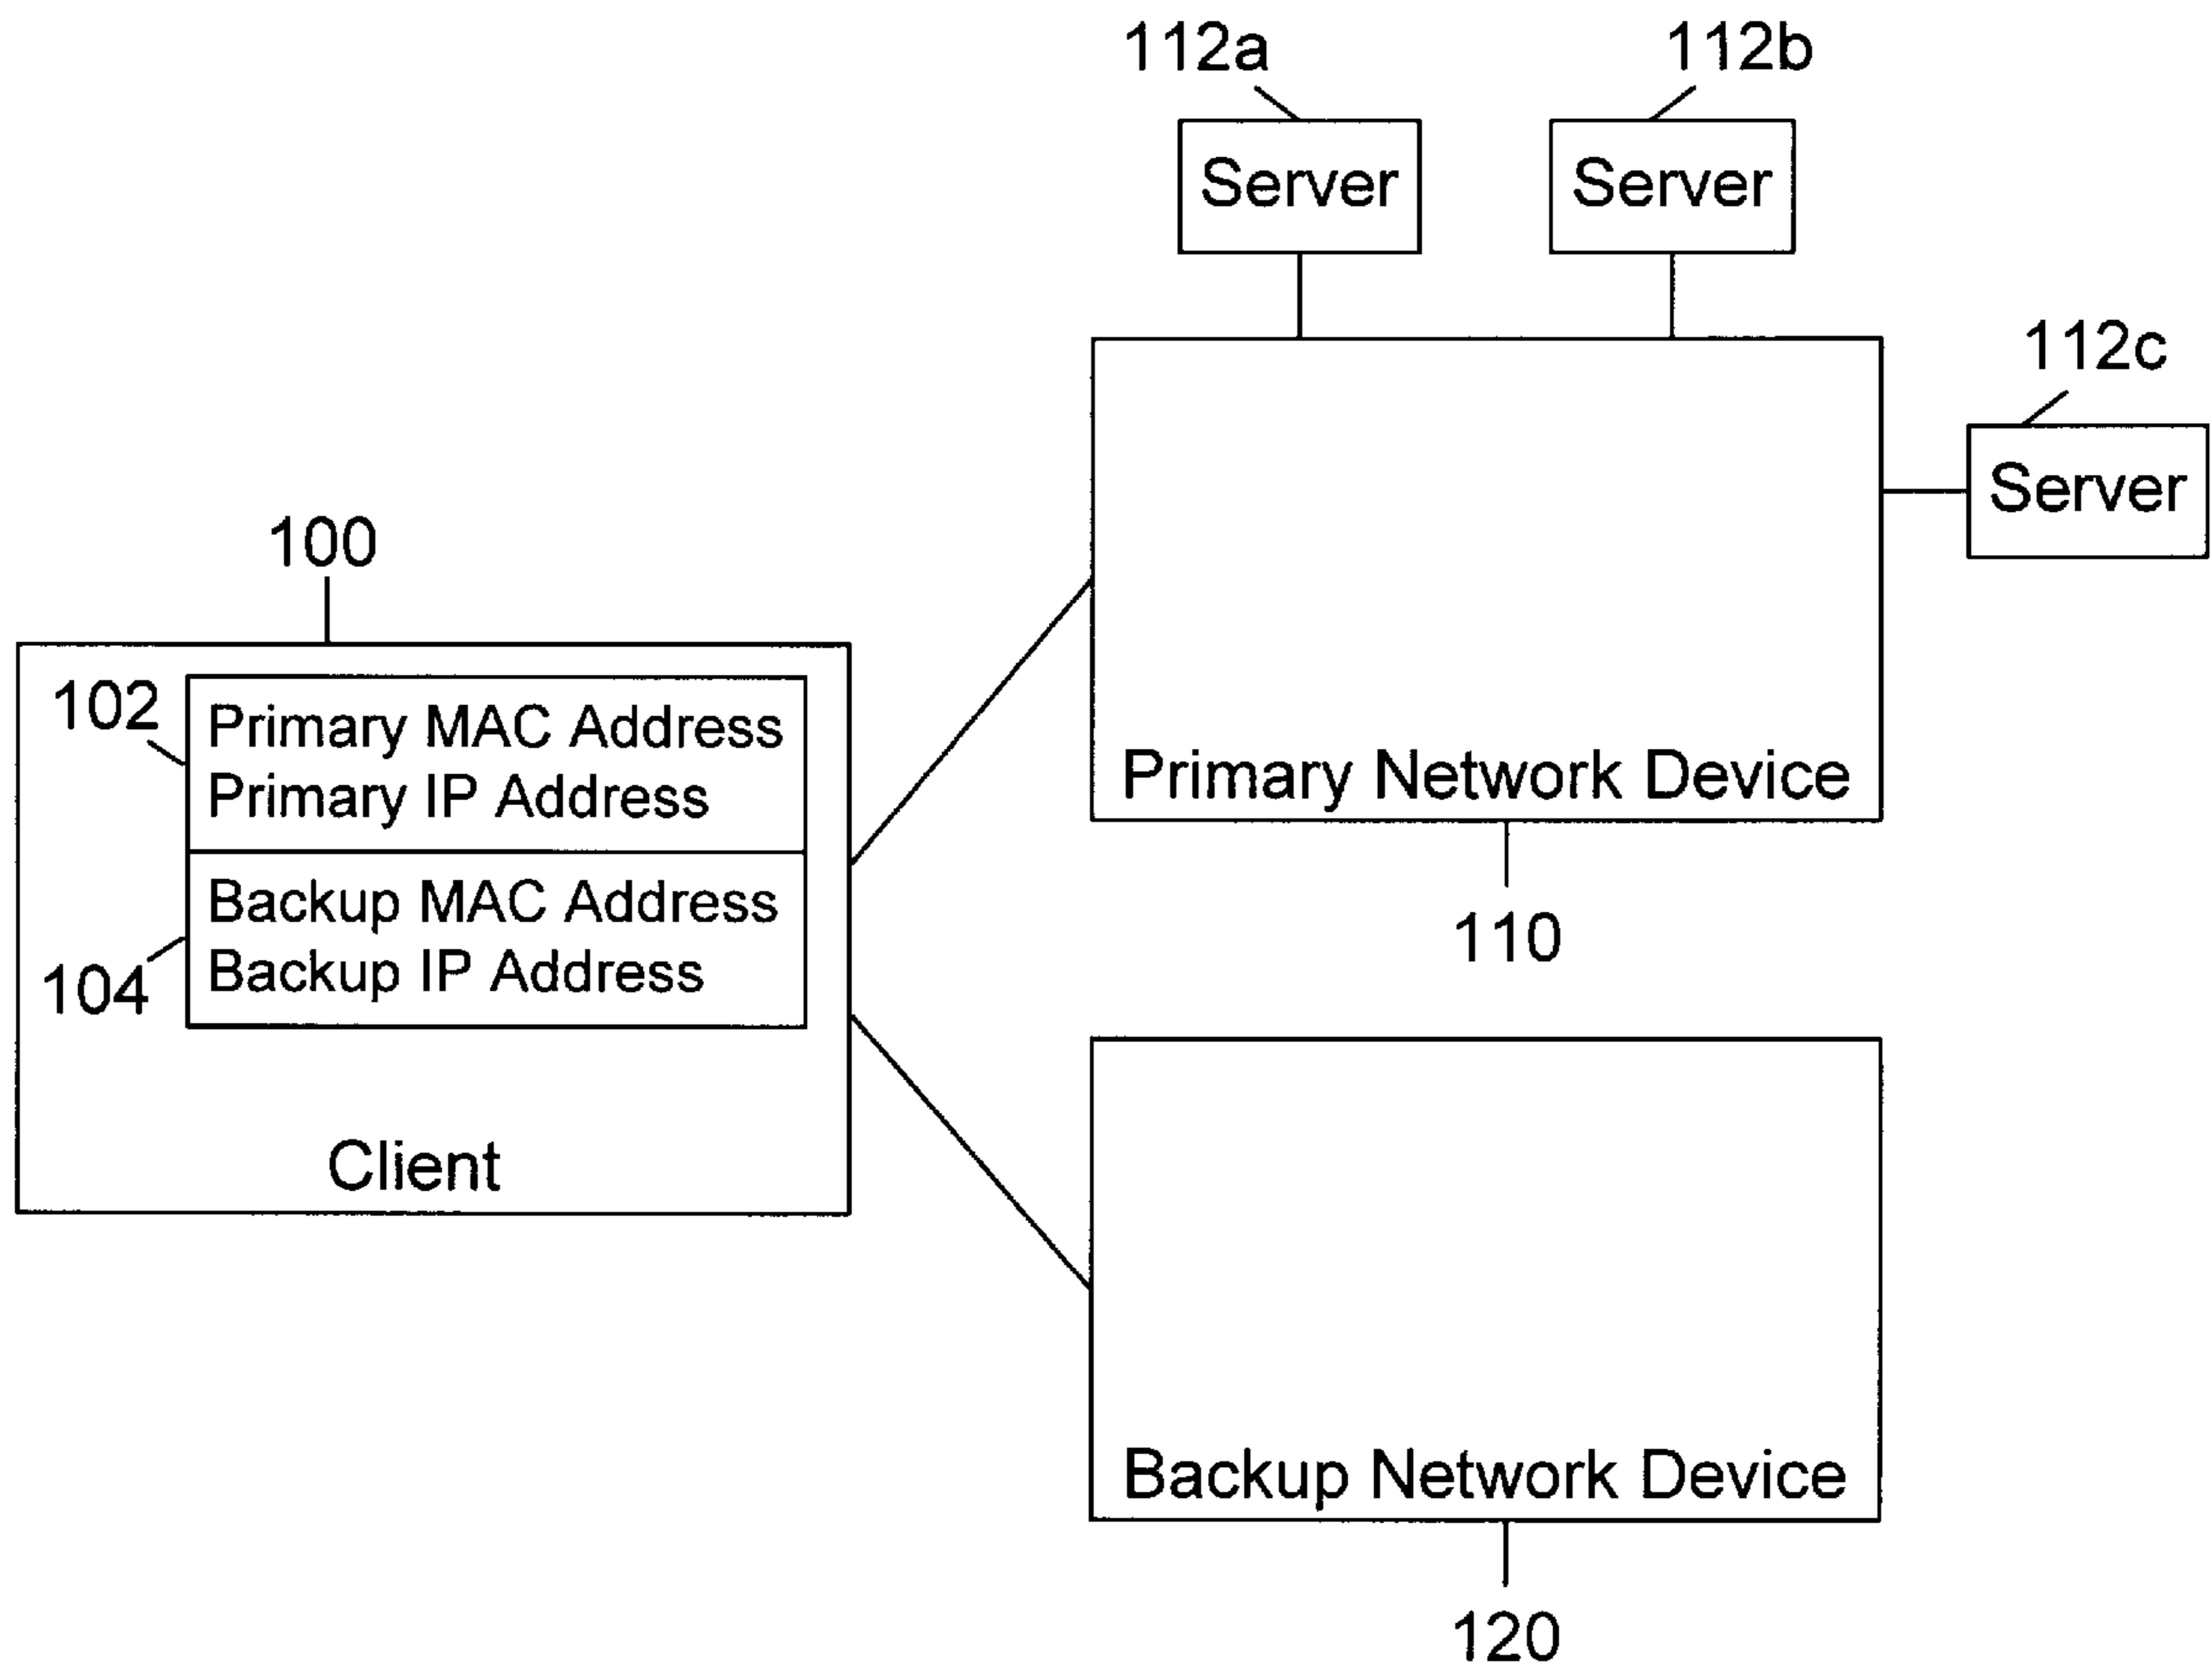 112a
112b
Server
Server
112c
Server
100
102
Primary MAC Address
Primary IP Address
Primary Network Device
110
104
Backup MAC Address
Backup IP Address
Client
Backup Network Device
120